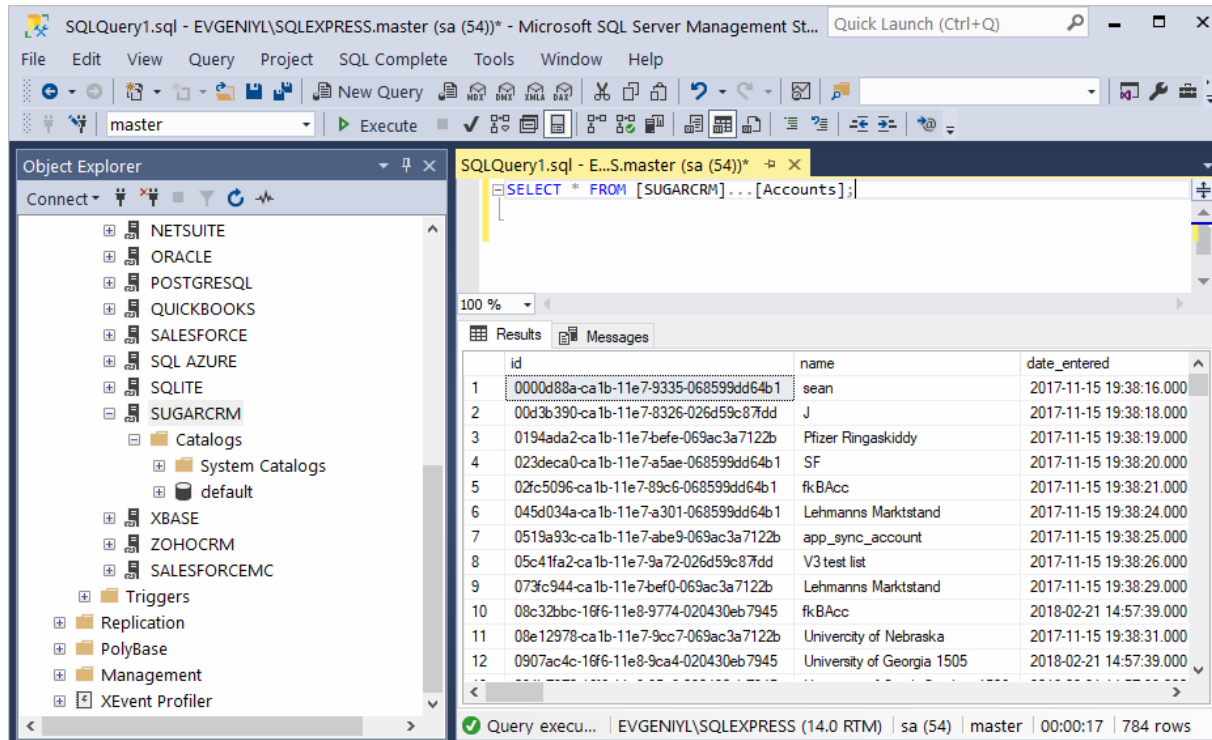 SQLQuery1.sql - EVGENIYL\SQLEXPRESS.master (sa (54))* - Microsoft SQL Server Management St... Quick Launch (Ctrl+Q)
File Edit View Query Project SQL Complete Tools Window Help
New Query MDX DMX XMLA DAX
master Execute
Object Explorer
Connect
NETSUITE
ORACLE
POSTGRESQL
QUICKBOOKS
SALESFORCE
SQL AZURE
SQLITE
SUGARCRM
Catalogs
System Catalogs
default
XBASE
ZOHOCRM
SALESFORCEMC
Triggers
Replication
PolyBase
Management
XEvent Profiler
SQLQuery1.sql - E...S.master (sa (54))*
SELECT * FROM [SUGARCRM]...[Accounts];
100 %
Results Messages
id name date_entered
1 0000d88a-ca1b-11e7-9335-068599dd64b1 sean 2017-11-15 19:38:16.000
2 00d3b390-ca1b-11e7-8326-026d59c87fdd J 2017-11-15 19:38:18.000
3 0194ada2-ca1b-11e7-befe-069ac3a7122b Pfizer Ringaskiddy 2017-11-15 19:38:19.000
4 023deca0-ca1b-11e7-a5ae-068599dd64b1 SF 2017-11-15 19:38:20.000
5 02fc5096-ca1b-11e7-89c6-068599dd64b1 fkBAcc 2017-11-15 19:38:21.000
6 045d034a-ca1b-11e7-a301-068599dd64b1 Lehmanns Marktstand 2017-11-15 19:38:24.000
7 0519a93c-ca1b-11e7-abe9-069ac3a7122b app_sync_account 2017-11-15 19:38:25.000
8 05c41fa2-ca1b-11e7-9a72-026d59c87fdd V3 test list 2017-11-15 19:38:26.000
9 073fc944-ca1b-11e7-bef0-069ac3a7122b Lehmanns Marktstand 2017-11-15 19:38:29.000
10 08c32bbc-16f6-11e8-9774-020430eb7945 fkBAcc 2018-02-21 14:57:39.000
11 08e12978-ca1b-11e7-9cc7-069ac3a7122b Univercity of Nebraska 2017-11-15 19:38:31.000
12 0907ac4c-16f6-11e8-9ca4-020430eb7945 University of Georgia 1505 2018-02-21 14:57:39.000
Query execu... EVGENIYL\SQLEXPRESS (14.0 RTM) sa (54) master 00:00:17 784 rows